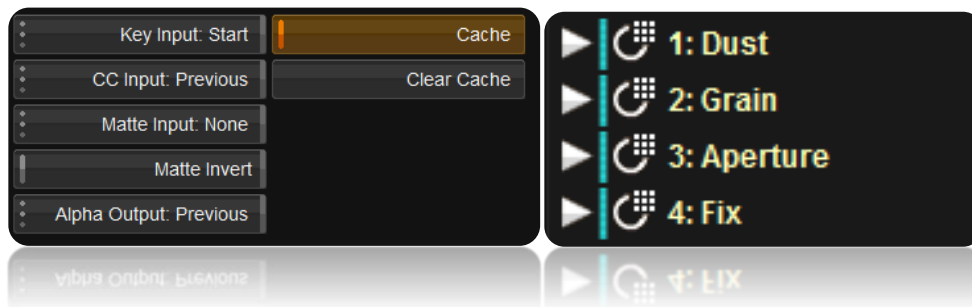 Key Input: Start
Cache
CC Input: Previous
Clear Cache
Matte Input: None
Matte Invert
Alpha Output: Previous
1: Dust
2: Grain
3: Aperture
4: Fix